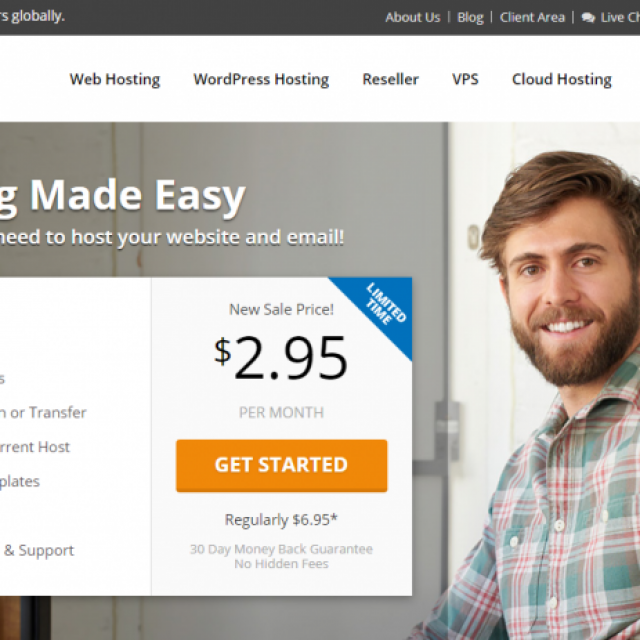 rs globally.
About Us | Blog | Client Area | Live Ch
Web Hosting WordPress Hosting Reseller VPS Cloud Hosting
g Made Easy
need to host your website and email!
LIMITED
TIME
New Sale Price!
$2.95
PER MONTH
GET STARTED
Regularly $6.95*
30 Day Money Back Guarantee
No Hidden Fees
s
n or Transfer
rrent Host
plates
& Support